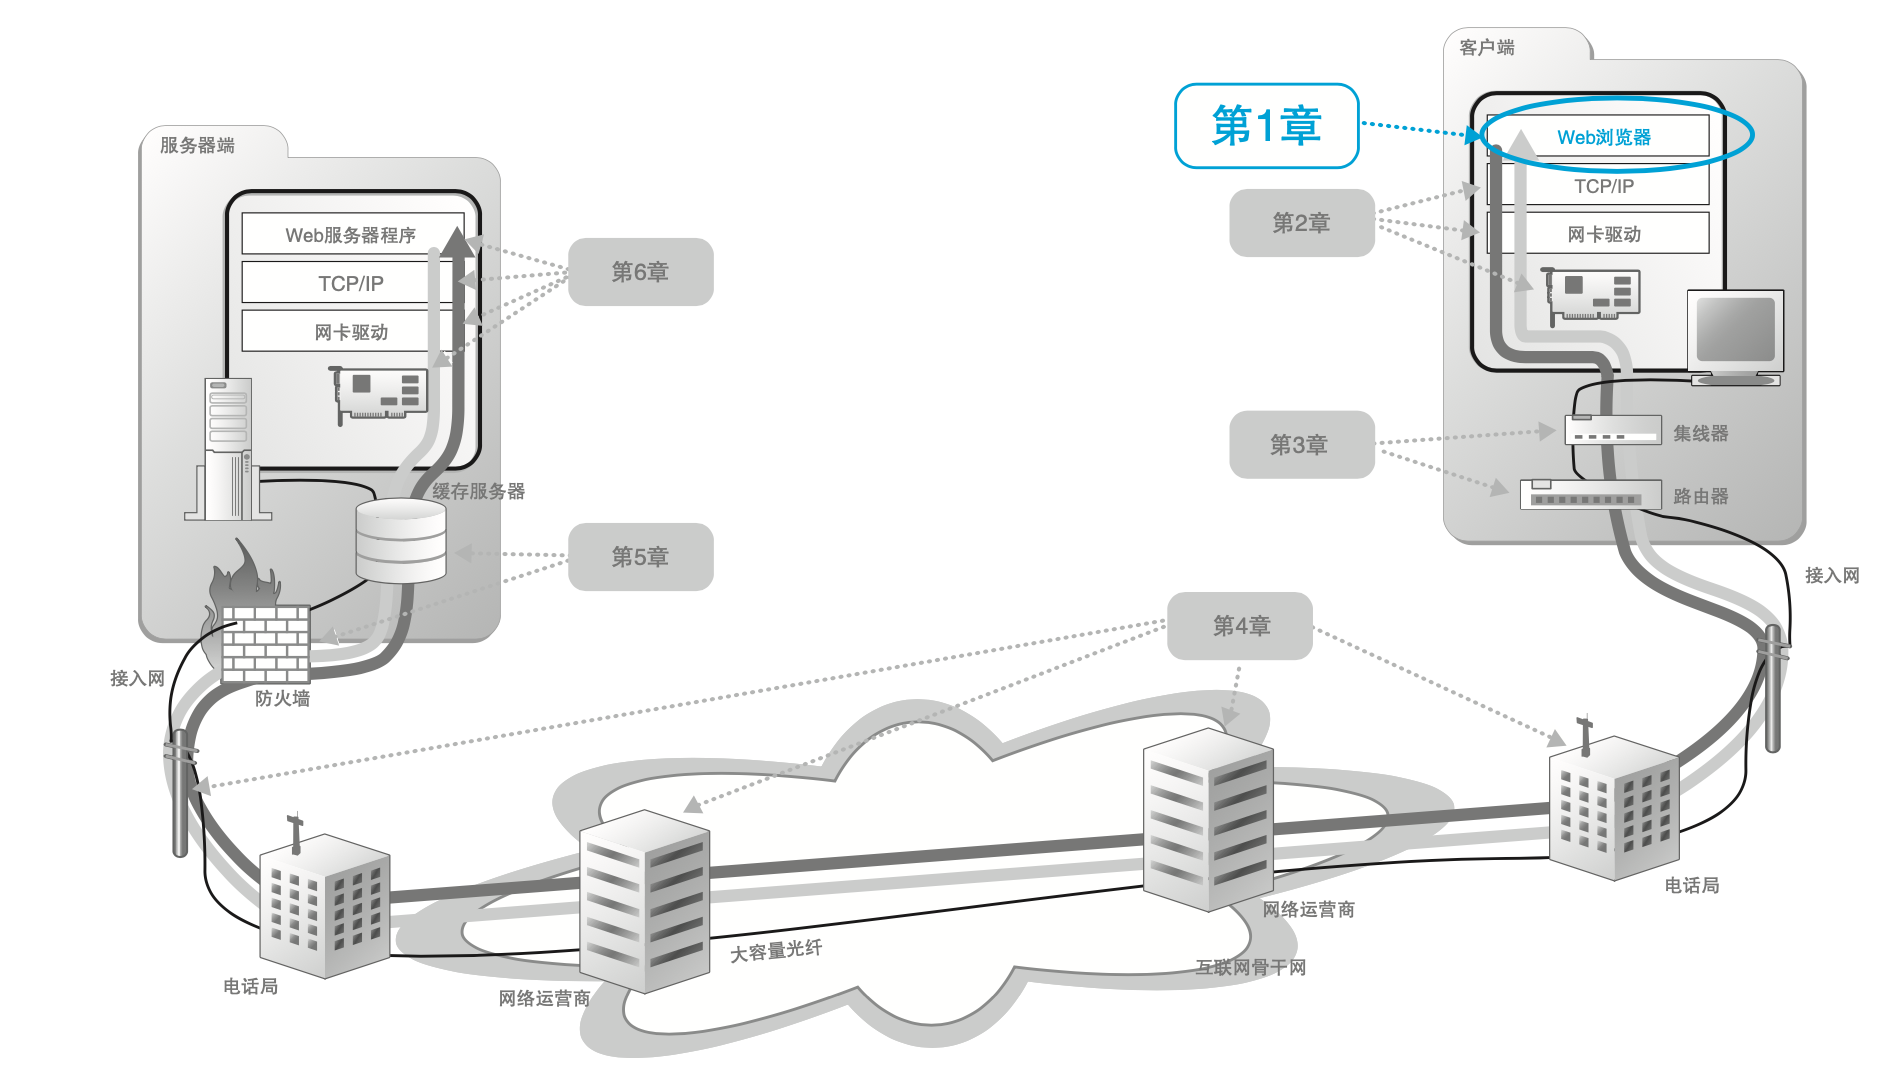 客户端
第1章
Web浏览器
TCP/IP
网卡驱动
第2章
第3章
集线器
路由器
接入网
服务器端
Web服务器程序
TCP/IP
网卡驱动
第6章
缓存服务器
第5章
防火墙
接入网
第4章
电话局
网络运营商
大容量光纤
网络运营商
互联网骨干网
电话局